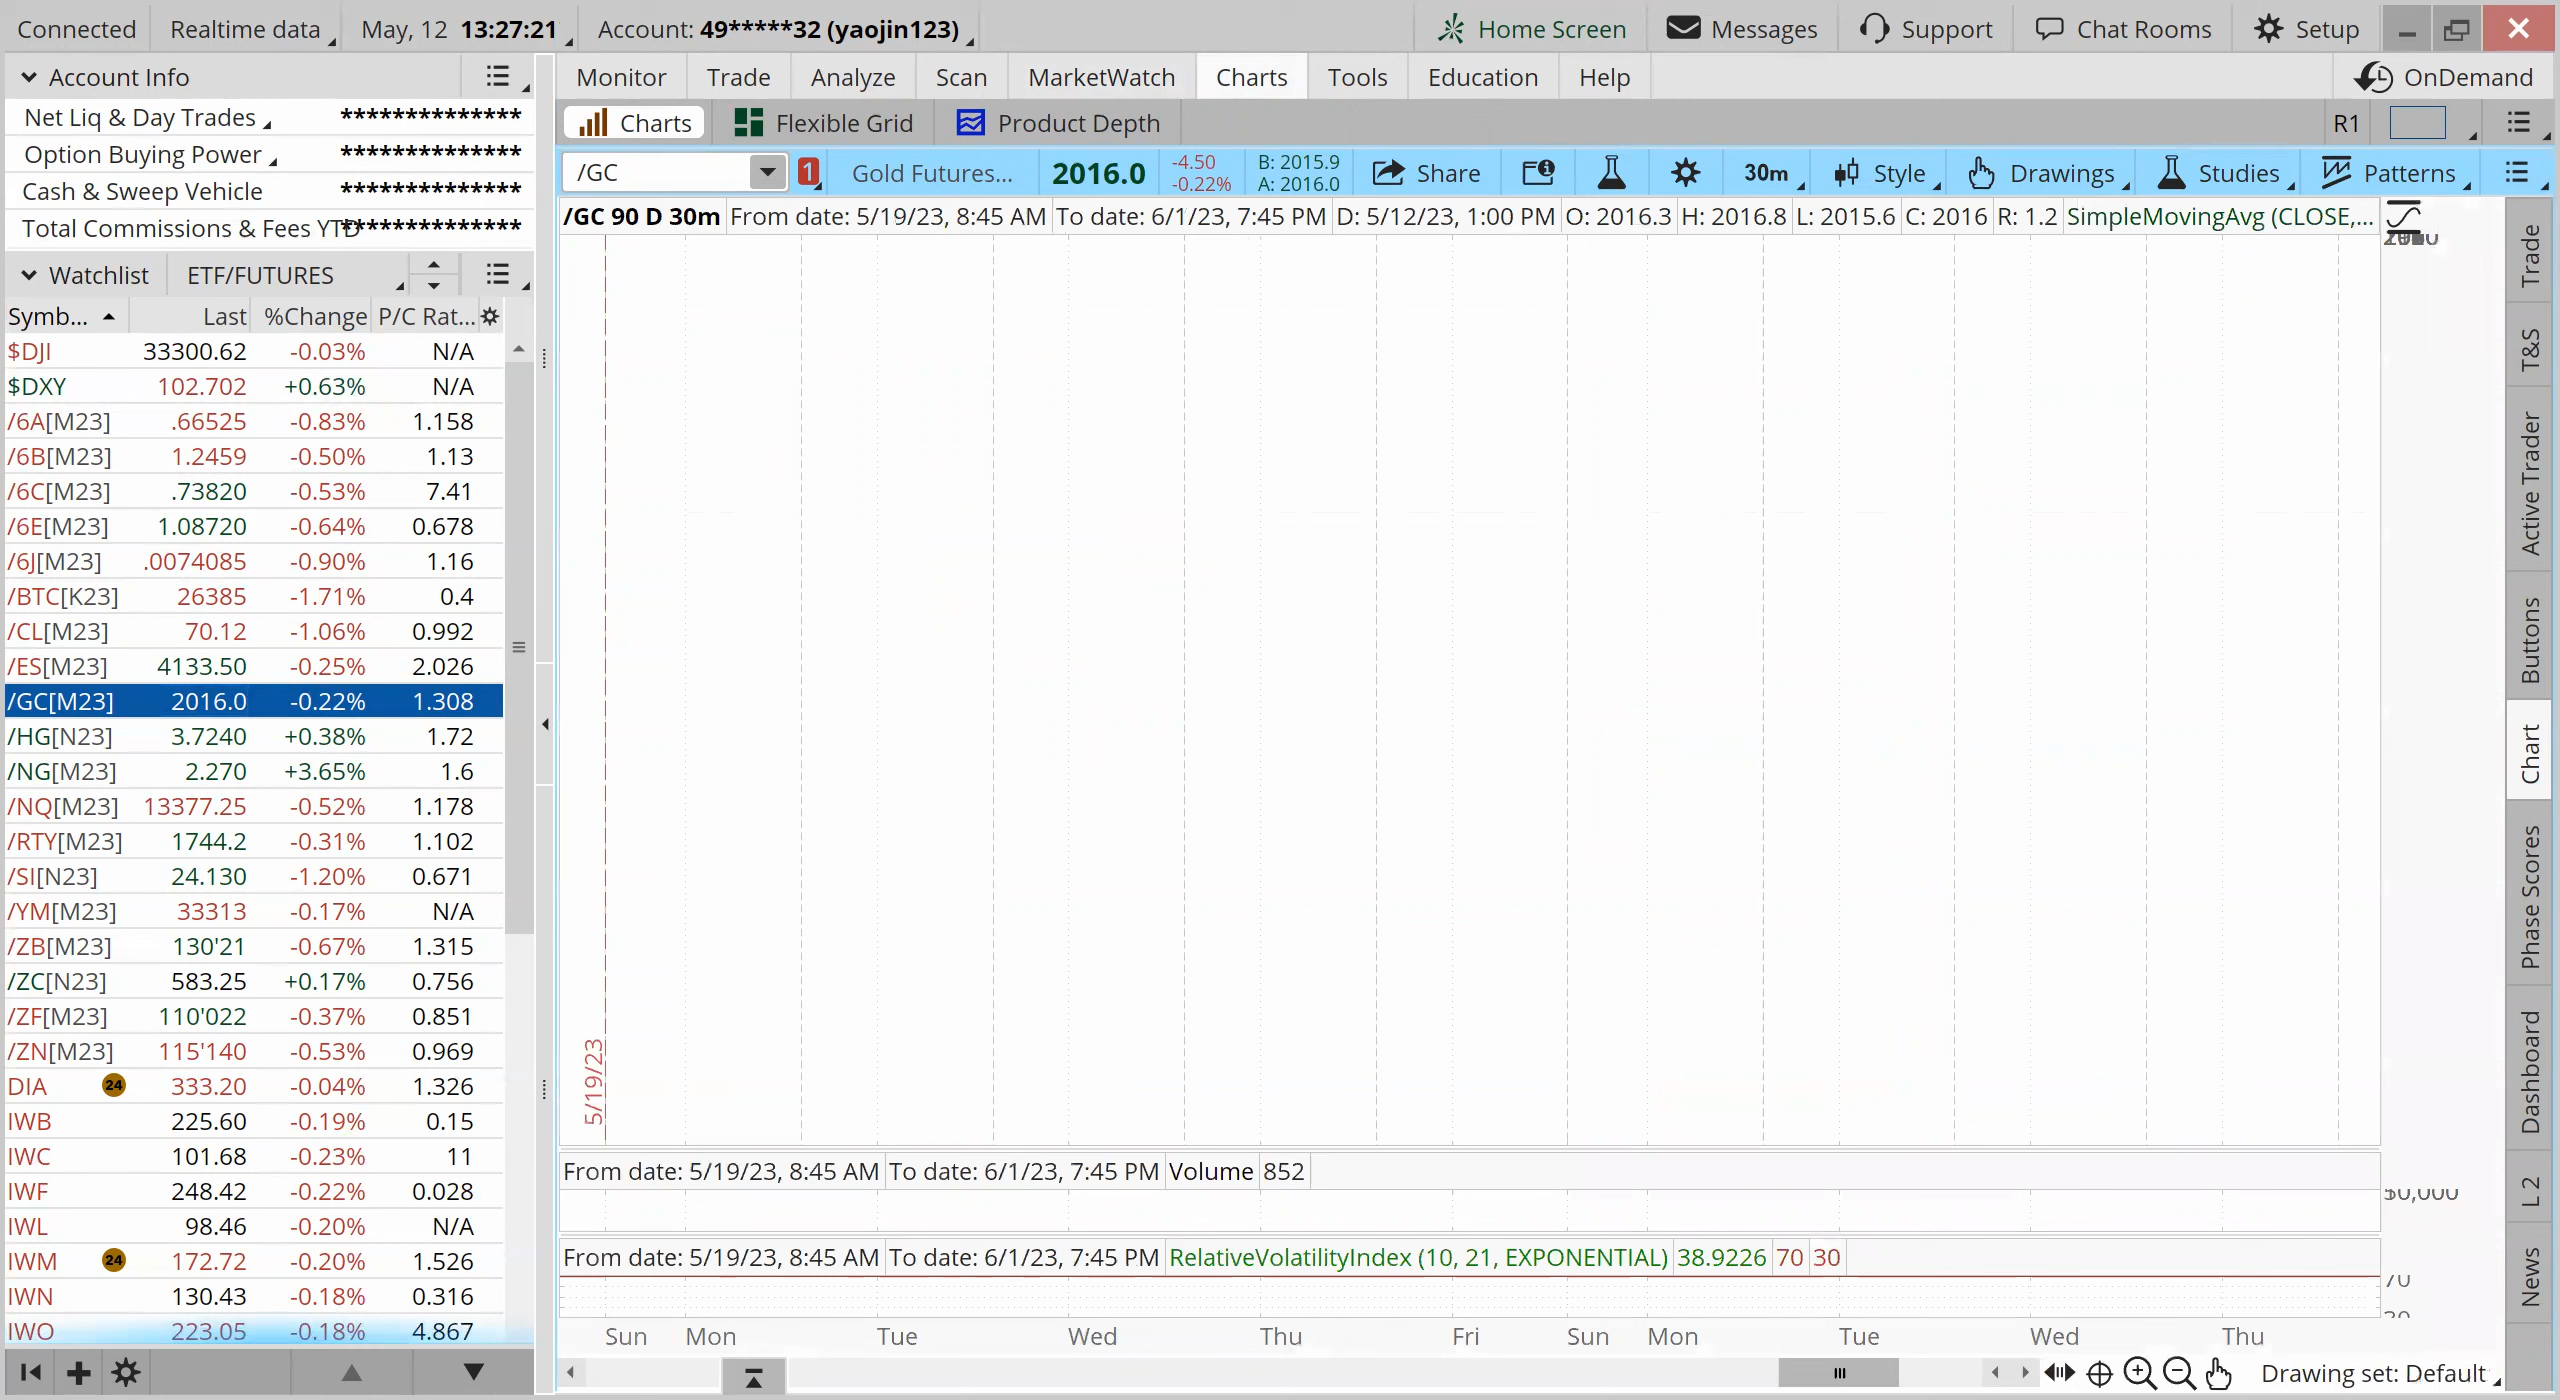 Connected Realtime data May, 12 13:27:21 Account: 49*****32 (yaojin123) Home Screen Messages Support Chat Rooms Setup
Account Info Monitor Trade Analyze Scan MarketWatch Charts Tools Education Help OnDemand
Net Liq & Day Trades **************
Charts Flexible Grid Product Depth R1
Option Buying Power **************
/GC 1 Gold Futures... 2016.0 -4.50 -0.22% B: 2015.9 A: 2016.0 Share 30m Style Drawings Studies Patterns
Cash & Sweep Vehicle **************
Total Commissions & Fees YTD **************
/GC 90 D 30m From date: 5/19/23, 8:45 AM To date: 6/1/23, 7:45 PM D: 5/12/23, 1:00 PM O: 2016.3 H: 2016.8 L: 2015.6 C: 2016 R: 1.2 SimpleMovingAvg (CLOSE,...
Watchlist ETF/FUTURES
Symb... Last %Change P/C Rat...
$DJI 33300.62 -0.03% N/A
$DXY 102.702 +0.63% N/A
/6A[M23] .66525 -0.83% 1.158
/6B[M23] 1.2459 -0.50% 1.13
/6C[M23] .73820 -0.53% 7.41
/6E[M23] 1.08720 -0.64% 0.678
/6J[M23] .0074085 -0.90% 1.16
/BTC[K23] 26385 -1.71% 0.4
/CL[M23] 70.12 -1.06% 0.992
/ES[M23] 4133.50 -0.25% 2.026
/GC[M23] 2016.0 -0.22% 1.308
/HG[N23] 3.7240 +0.38% 1.72
/NG[M23] 2.270 +3.65% 1.6
/NQ[M23] 13377.25 -0.52% 1.178
/RTY[M23] 1744.2 -0.31% 1.102
/SI[N23] 24.130 -1.20% 0.671
/YM[M23] 33313 -0.17% N/A
/ZB[M23] 130'21 -0.67% 1.315
/ZC[N23] 583.25 +0.17% 0.756
/ZF[M23] 110'022 -0.37% 0.851
/ZN[M23] 115'140 -0.53% 0.969
DIA 24 333.20 -0.04% 1.326
IWB 225.60 -0.19% 0.15
IWC 101.68 -0.23% 11
IWF 248.42 -0.22% 0.028
IWL 98.46 -0.20% N/A
IWM 24 172.72 -0.20% 1.526
IWN 130.43 -0.18% 0.316
IWO 223.05 -0.18% 4.867
5/19/23
From date: 5/19/23, 8:45 AM To date: 6/1/23, 7:45 PM Volume 852
From date: 5/19/23, 8:45 AM To date: 6/1/23, 7:45 PM RelativeVolatilityIndex (10, 21, EXPONENTIAL) 38.9226 70 30
70
Sun Mon Tue Wed Thu Fri Sun Mon Tue Wed Thu
Drawing set: Default
Trade
T&S
Active Trader
Buttons
Chart
Phase Scores
Dashboard
L 2
News